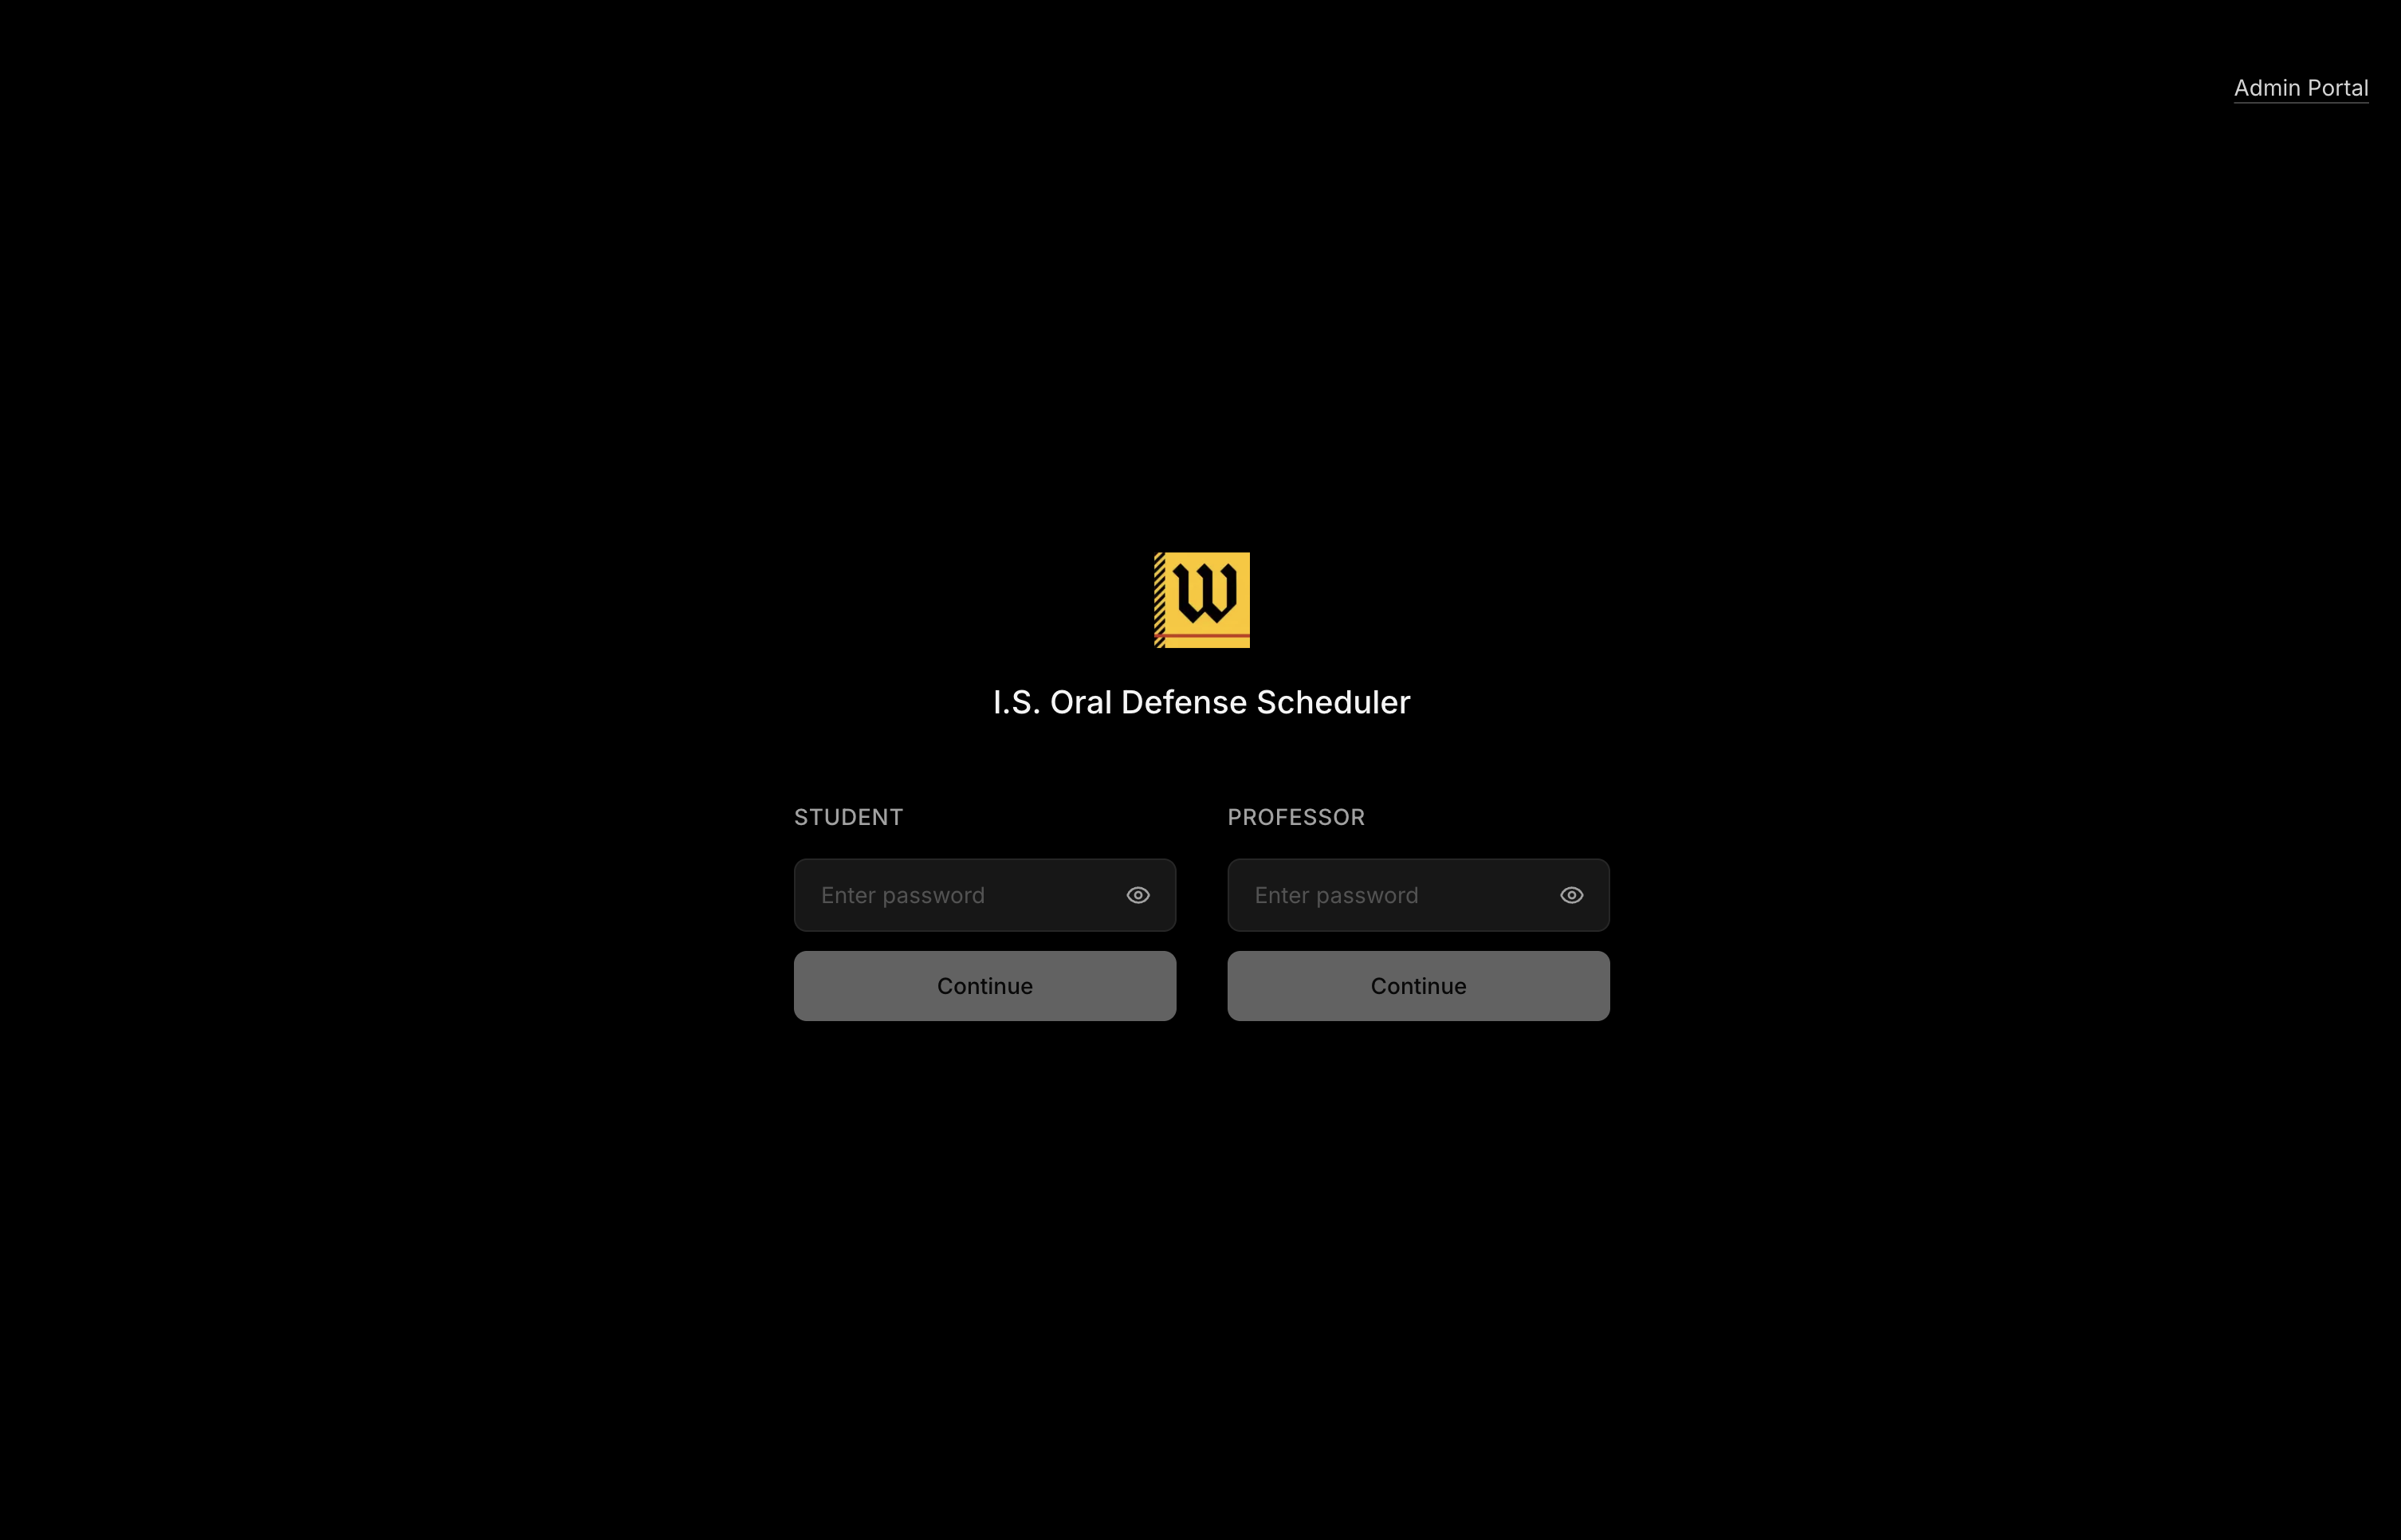 Admin Portal
W
I.S. Oral Defense Scheduler
STUDENT
PROFESSOR
Enter password
Enter password
Continue
Continue